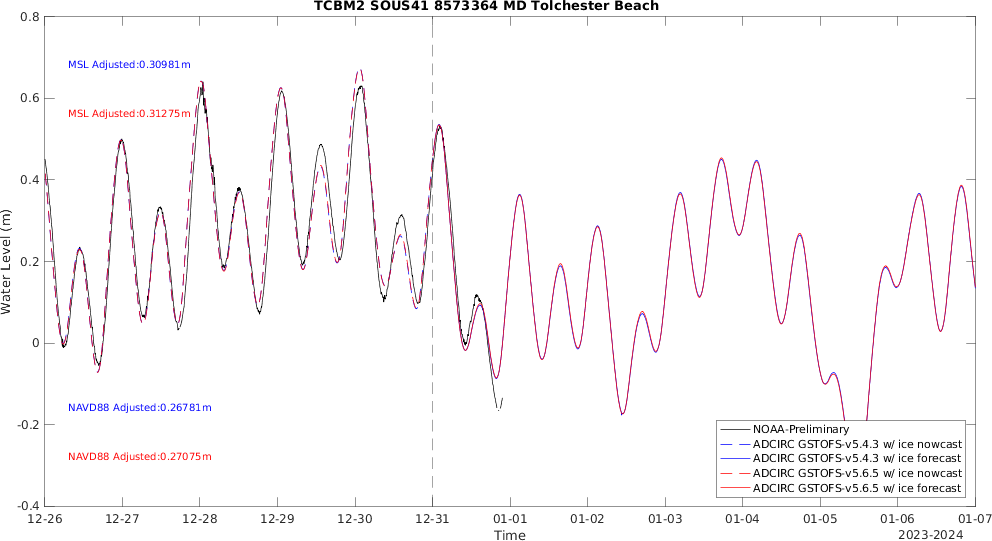 TCBM2 SOUS41 8573364 MD Tolchester Beach
0.8
0.6
0.4
0.2
0
-0.2
-0.4
Water Level (m)
MSL Adjusted:0.30981m
MSL Adjusted:0.31275m
NAVD88 Adjusted:0.26781m
NAVD88 Adjusted:0.27075m
NOAA-Preliminary
ADCIRC GSTOFS-v5.4.3 w/ ice nowcast
ADCIRC GSTOFS-v5.4.3 w/ ice forecast
ADCIRC GSTOFS-v5.6.5 w/ ice nowcast
ADCIRC GSTOFS-v5.6.5 w/ ice forecast
12-26 12-27 12-28 12-29 12-30 12-31 01-01 01-02 01-03 01-04 01-05 01-06 01-07
Time
2023-2024